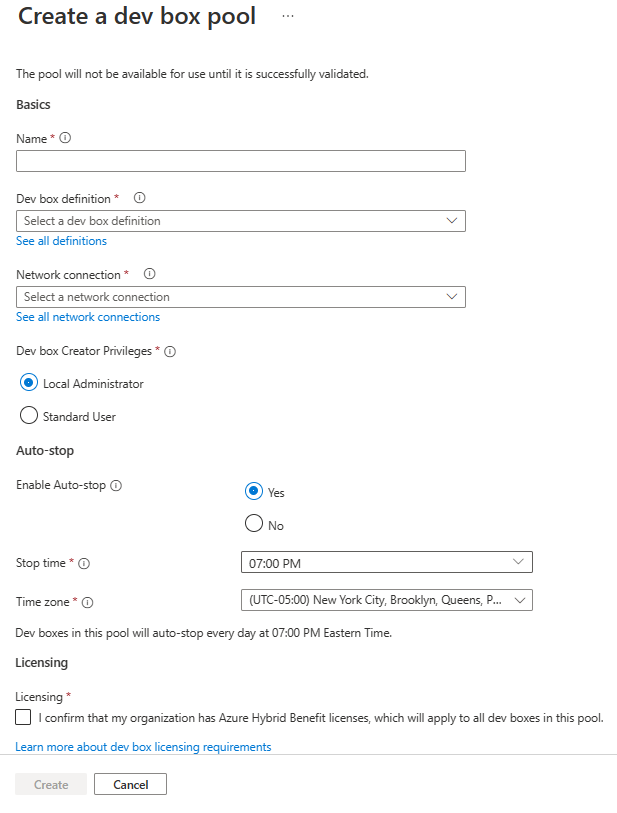 Create a dev box pool ...
The pool will not be available for use until it is successfully validated.
Basics
Name *
Dev box definition *
Select a dev box definition
See all definitions
Network connection *
Select a network connection
See all network connections
Dev box Creator Privileges *
Local Administrator
Standard User
Auto-stop
Enable Auto-stop
Yes
No
Stop time *
07:00 PM
Time zone *
(UTC-05:00) New York City, Brooklyn, Queens, P...
Dev boxes in this pool will auto-stop every day at 07:00 PM Eastern Time.
Licensing
Licensing *
I confirm that my organization has Azure Hybrid Benefit licenses, which will apply to all dev boxes in this pool.
Learn more about dev box licensing requirements
Create
Cancel